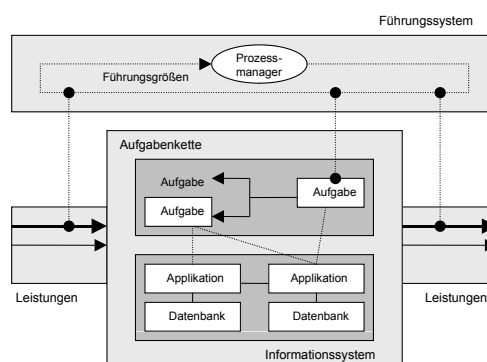 Führungssystem
Prozess-
manager
Führungsgrößen
Aufgabenkette
Aufgabe
Aufgabe
Aufgabe
Applikation
Applikation
Leistungen
Leistungen
Datenbank
Datenbank
Informationssystem